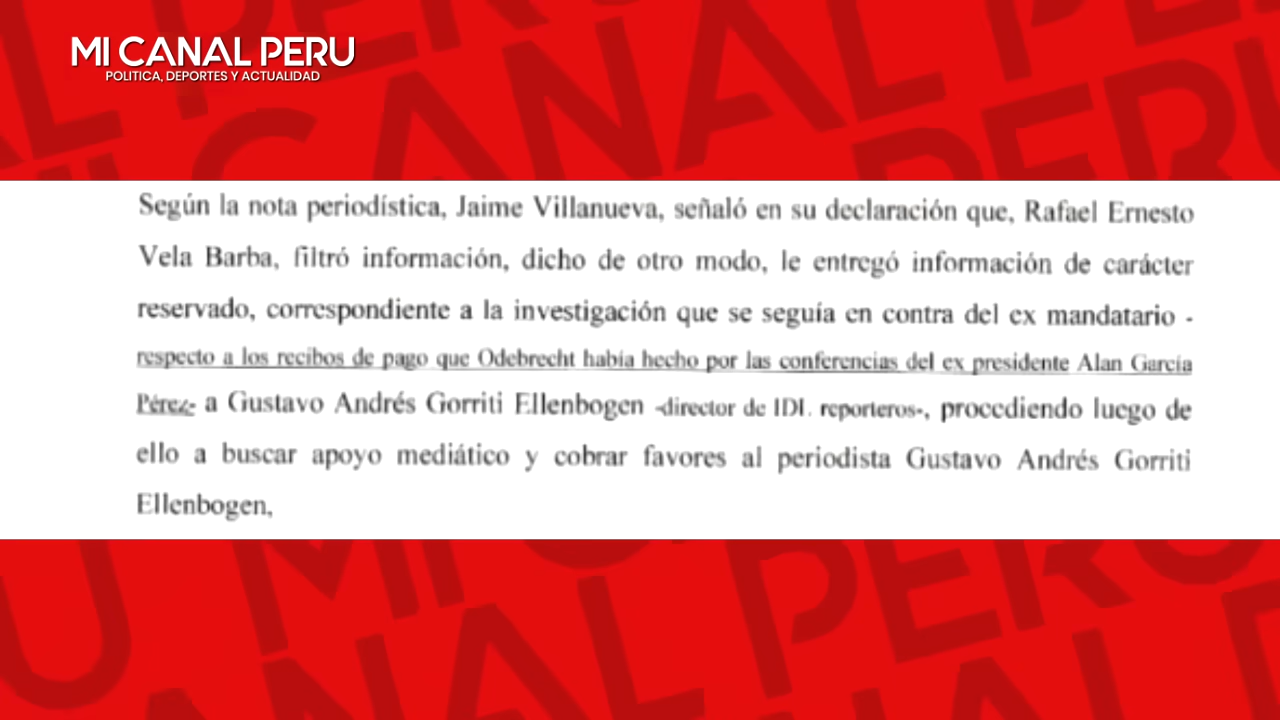 MI CANAL PERU
POLITICA, DEPORTES Y ACTUALIDAD
Según la nota periodística, Jaime Villanueva, señaló en su declaración que, Rafael Ernesto
Vela Barba, filtró información, dicho de otro modo, le entregó información de carácter
reservado, correspondiente a la investigación que se seguía en contra del ex mandatario -
respecto a los recibos de pago que Odebrecht había hecho por las conferencias del ex presidente Alan García
Pérez- a Gustavo Andrés Gorriti Ellenbogen -director de IDL reporteros-, procediendo luego de
ello a buscar apoyo mediático y cobrar favores al periodista Gustavo Andrés Gorriti
Ellenbogen,